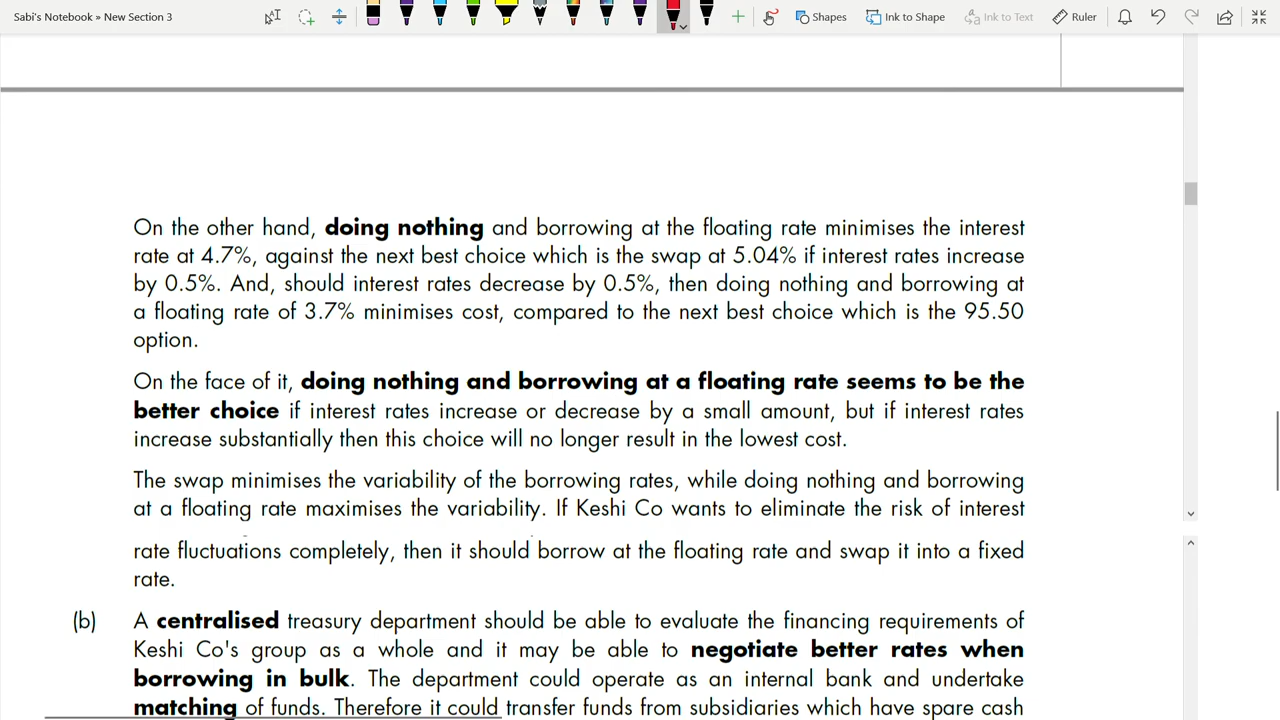 Sabi's Notebook » New Section 3
Shapes
Ink to Shape
Ink to Text
Ruler
On the other hand, doing nothing and borrowing at the floating rate minimises the interest
rate at 4.7%, against the next best choice which is the swap at 5.04% if interest rates increase
by 0.5%. And, should interest rates decrease by 0.5%, then doing nothing and borrowing at
a floating rate of 3.7% minimises cost, compared to the next best choice which is the 95.50
option.
On the face of it, doing nothing and borrowing at a floating rate seems to be the
better choice if interest rates increase or decrease by a small amount, but if interest rates
increase substantially then this choice will no longer result in the lowest cost.
The swap minimises the variability of the borrowing rates, while doing nothing and borrowing
at a floating rate maximises the variability. If Keshi Co wants to eliminate the risk of interest
rate fluctuations completely, then it should borrow at the floating rate and swap it into a fixed
rate.
(b) A centralised treasury department should be able to evaluate the financing requirements of
Keshi Co's group as a whole and it may be able to negotiate better rates when
borrowing in bulk. The department could operate as an internal bank and undertake
matching of funds. Therefore it could transfer funds from subsidiaries which have spare cash